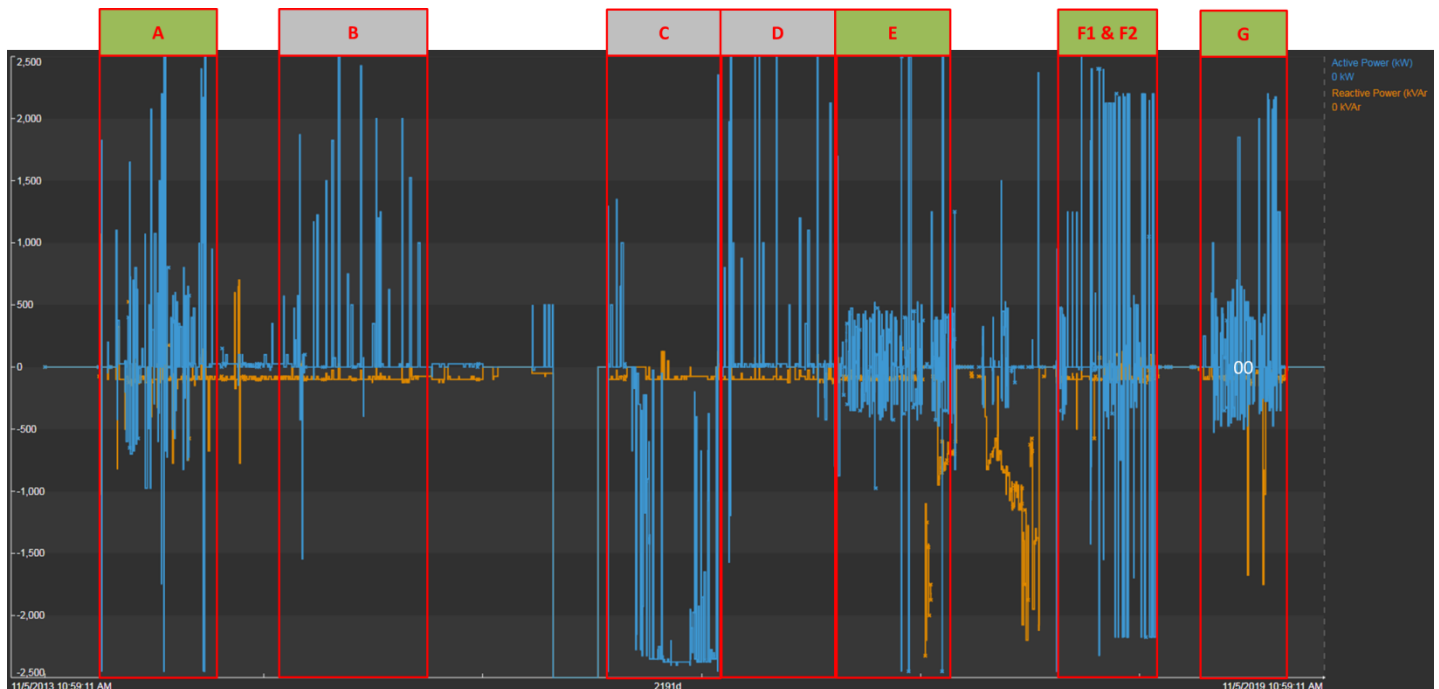 A
B
C
D
E
F1 & F2
G
2,500
2,000
1,500
1,000
500
0
-500
-1,000
-1,500
-2,000
-2,500
Active Power (kW)
0 kW
Reactive Power (kVAr
0 kVAr
00
11/5/2013 10:59:11 AM
2191d
11/5/2019 10:59:11 AM